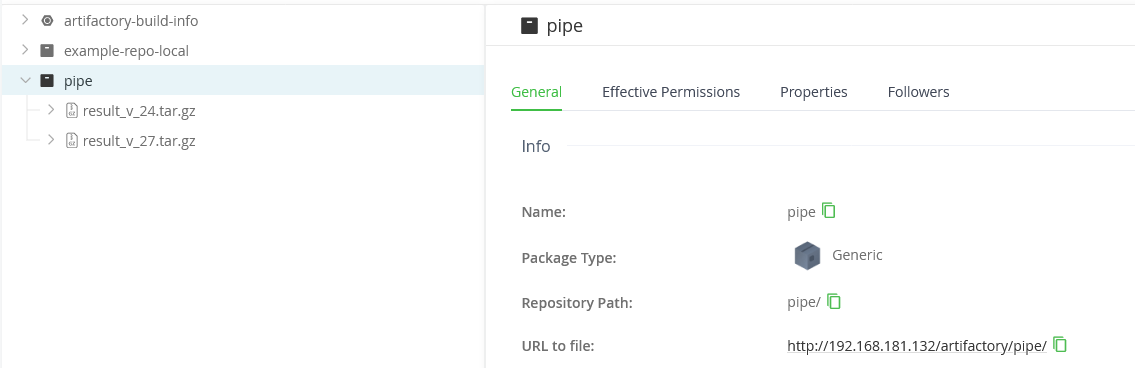 artifactory-build-info
example-repo-local
pipe
result_v_24.tar.gz
result_v_27.tar.gz
pipe
General Effective Permissions Properties Followers
Info
Name: pipe
Package Type: Generic
Repository Path: pipe/
URL to file: http://192.168.181.132/artifactory/pipe/